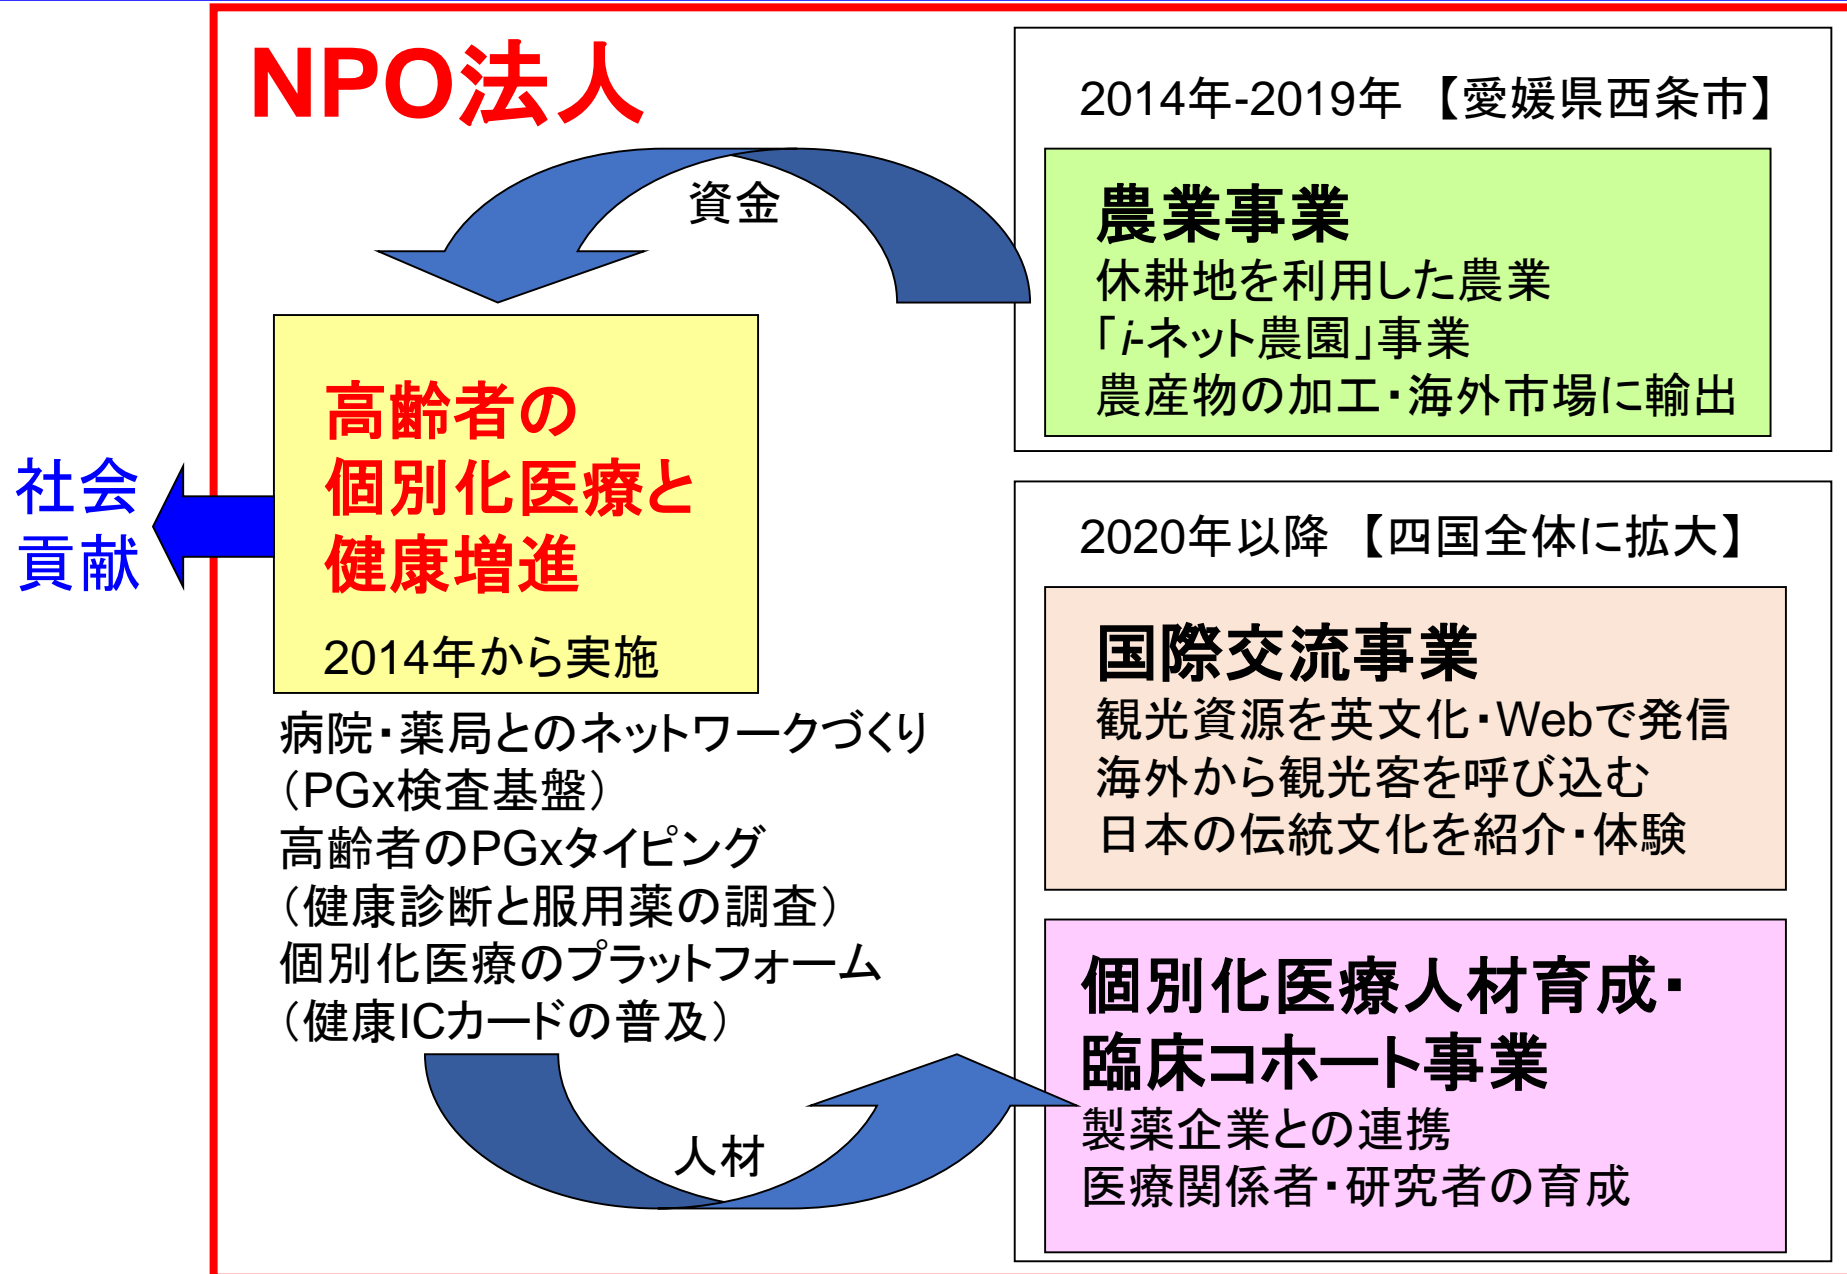 NPO法人
資金
高齢者の
個別化医療と
健康増進
2014年から実施
社会
貢献
病院・薬局とのネットワークづくり
（PGx検査基盤）
高齢者のPGxタイピング
（健康診断と服用薬の調査）
個別化医療のプラットフォーム
（健康ICカードの普及）
人材
2014年-2019年 【愛媛県西条市】
農業事業
休耕地を利用した農業
「i-ネット農園」事業
農産物の加工・海外市場に輸出
2020年以降 【四国全体に拡大】
国際交流事業
観光資源を英文化・Webで発信
海外から観光客を呼び込む
日本の伝統文化を紹介・体験
個別化医療人材育成・
臨床コホート事業
製薬企業との連携
医療関係者・研究者の育成